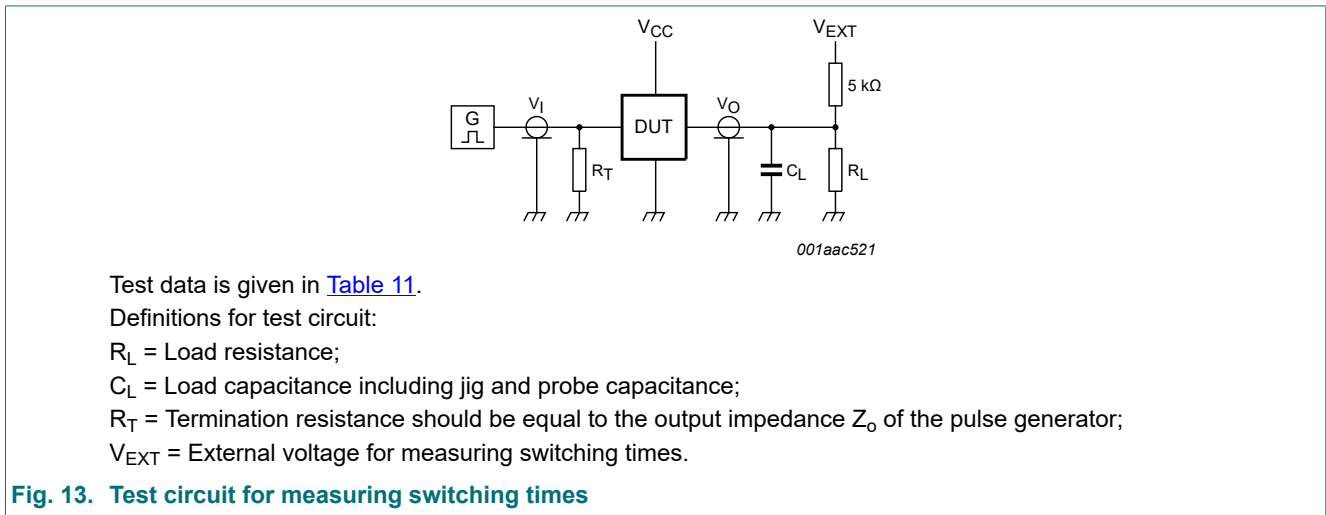 VCC
VEXT
5 kΩ
G
VI
DUT
VO
RT
CL
RL
001aac521
Test data is given in Table 11.
Definitions for test circuit:
RL = Load resistance;
CL = Load capacitance including jig and probe capacitance;
RT = Termination resistance should be equal to the output impedance Zo of the pulse generator;
VEXT = External voltage for measuring switching times.
Fig. 13. Test circuit for measuring switching times